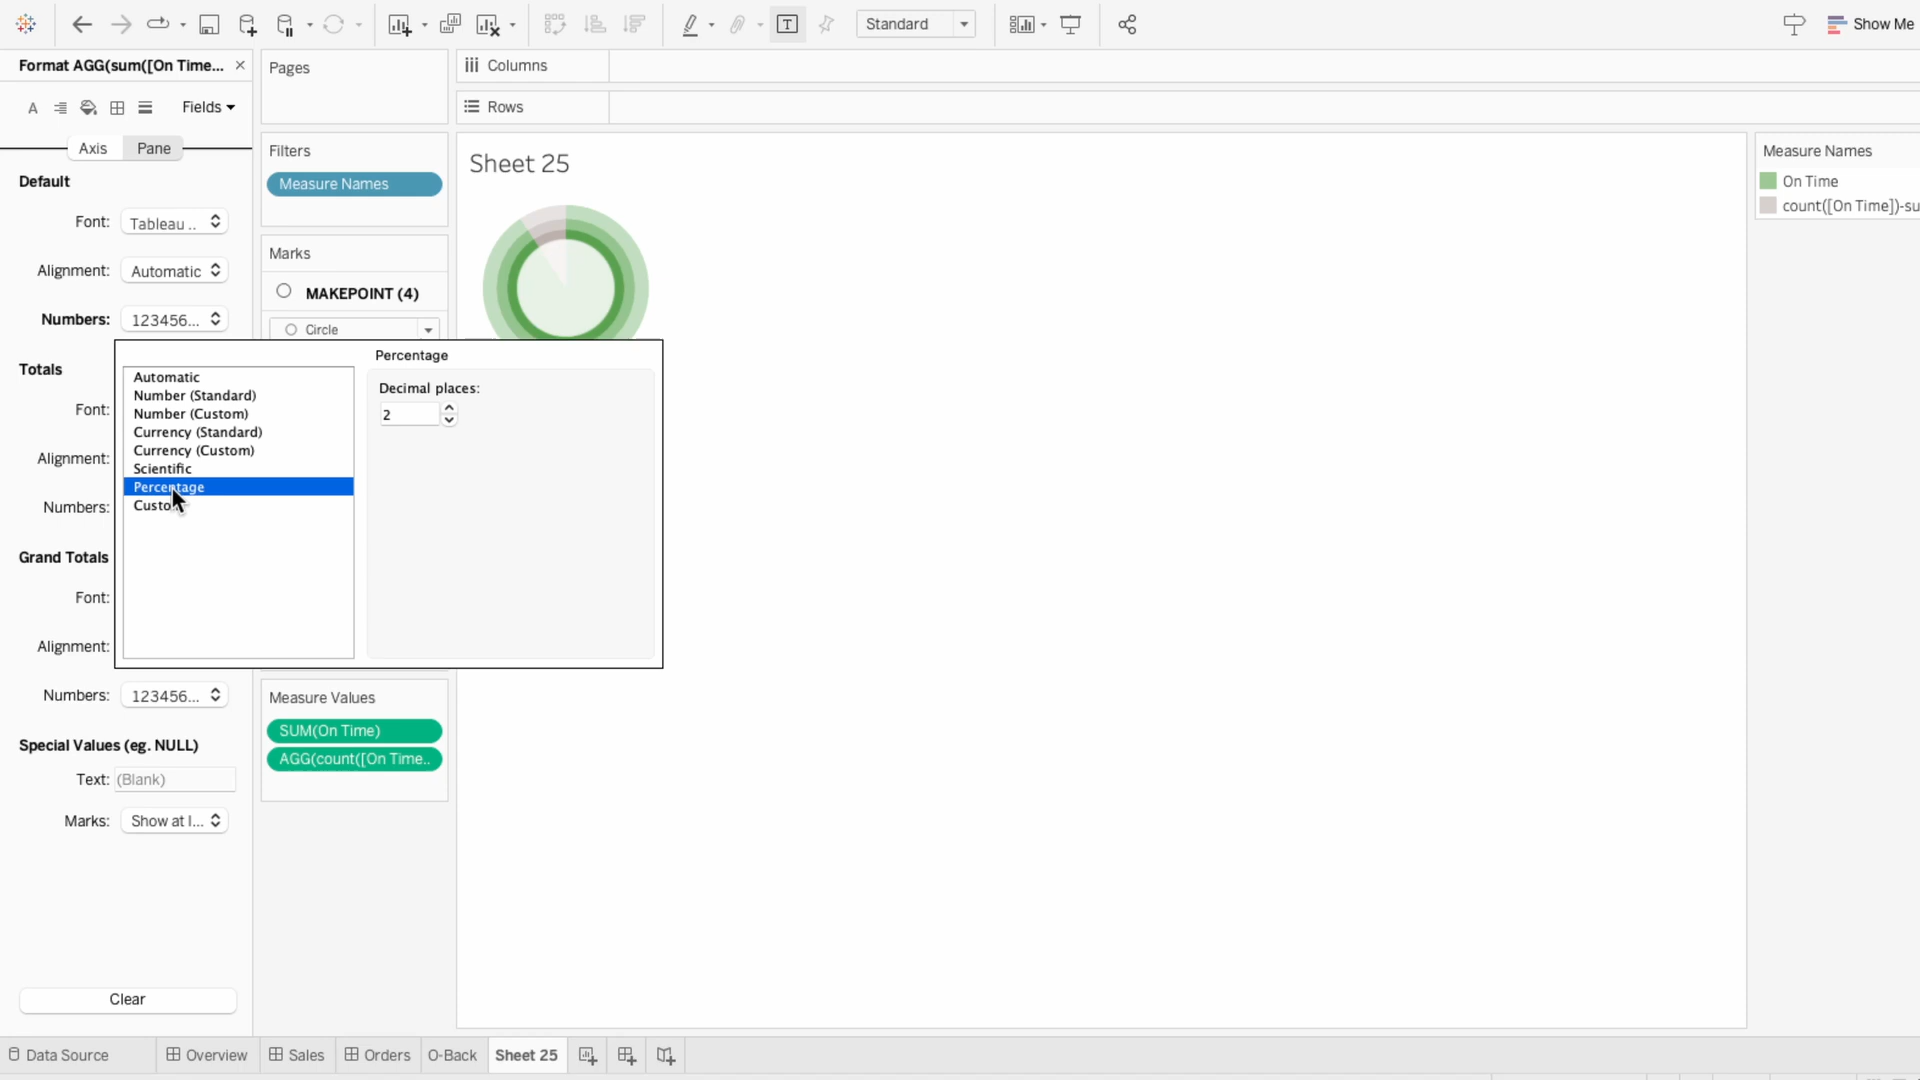 Standard
Show Me
Format AGG(sum([On Time...
Fields
Axis
Pane
Default
Font:
Tableau ..
Alignment:
Automatic
Numbers:
123456...
Totals
Font:
Alignment:
Numbers:
Grand Totals
Font:
Alignment:
Numbers:
123456...
Special Values (eg. NULL)
Text:
(Blank)
Marks:
Show at l...
Clear
Pages
Filters
Measure Names
Marks
MAKEPOINT (4)
Circle
Percentage
Automatic
Number (Standard)
Number (Custom)
Currency (Standard)
Currency (Custom)
Scientific
Percentage
Decimal places:
2
Measure Values
SUM(On Time)
AGG(count([On Time..
Columns
Rows
Sheet 25
Measure Names
On Time
count([On Time])-su
Data Source
Overview
Sales
Orders
O-Back
Sheet 25